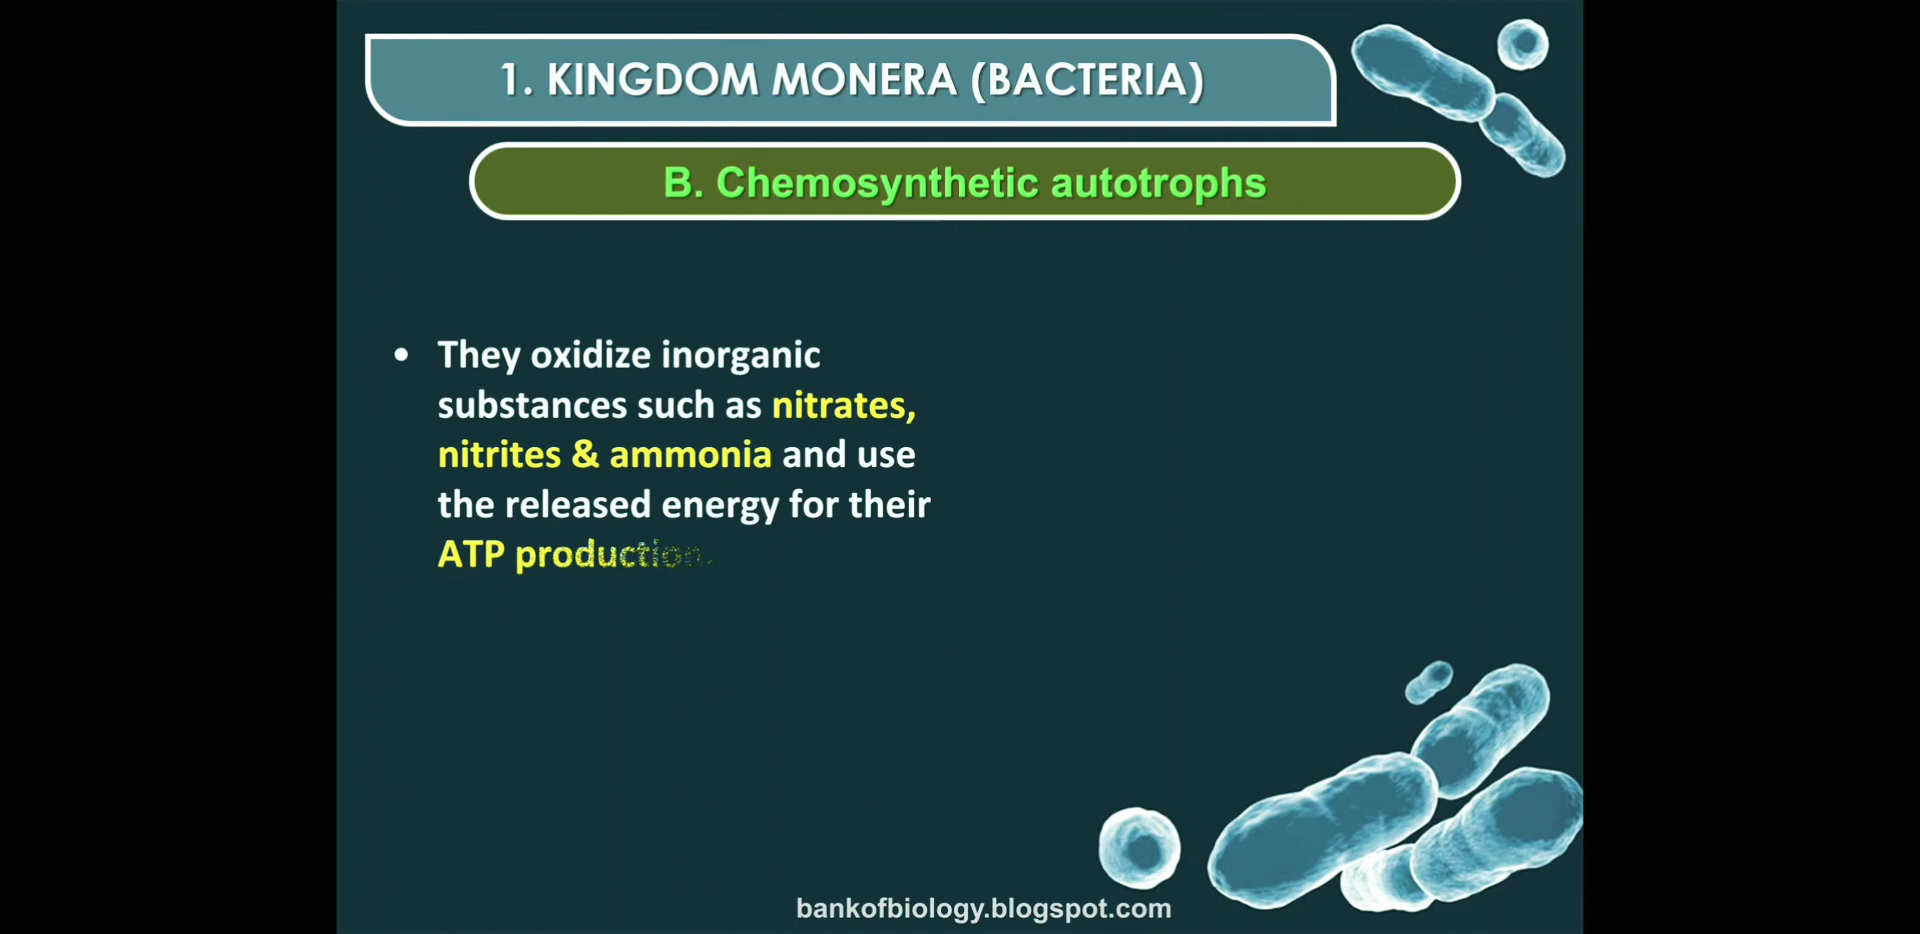 1. KINGDOM MONERA (BACTERIA)
B. Chemosynthetic autotrophs
• They oxidize inorganic
substances such as nitrates,
nitrites & ammonia and use
the released energy for their
ATP production.
bankofbiology.blogspot.com